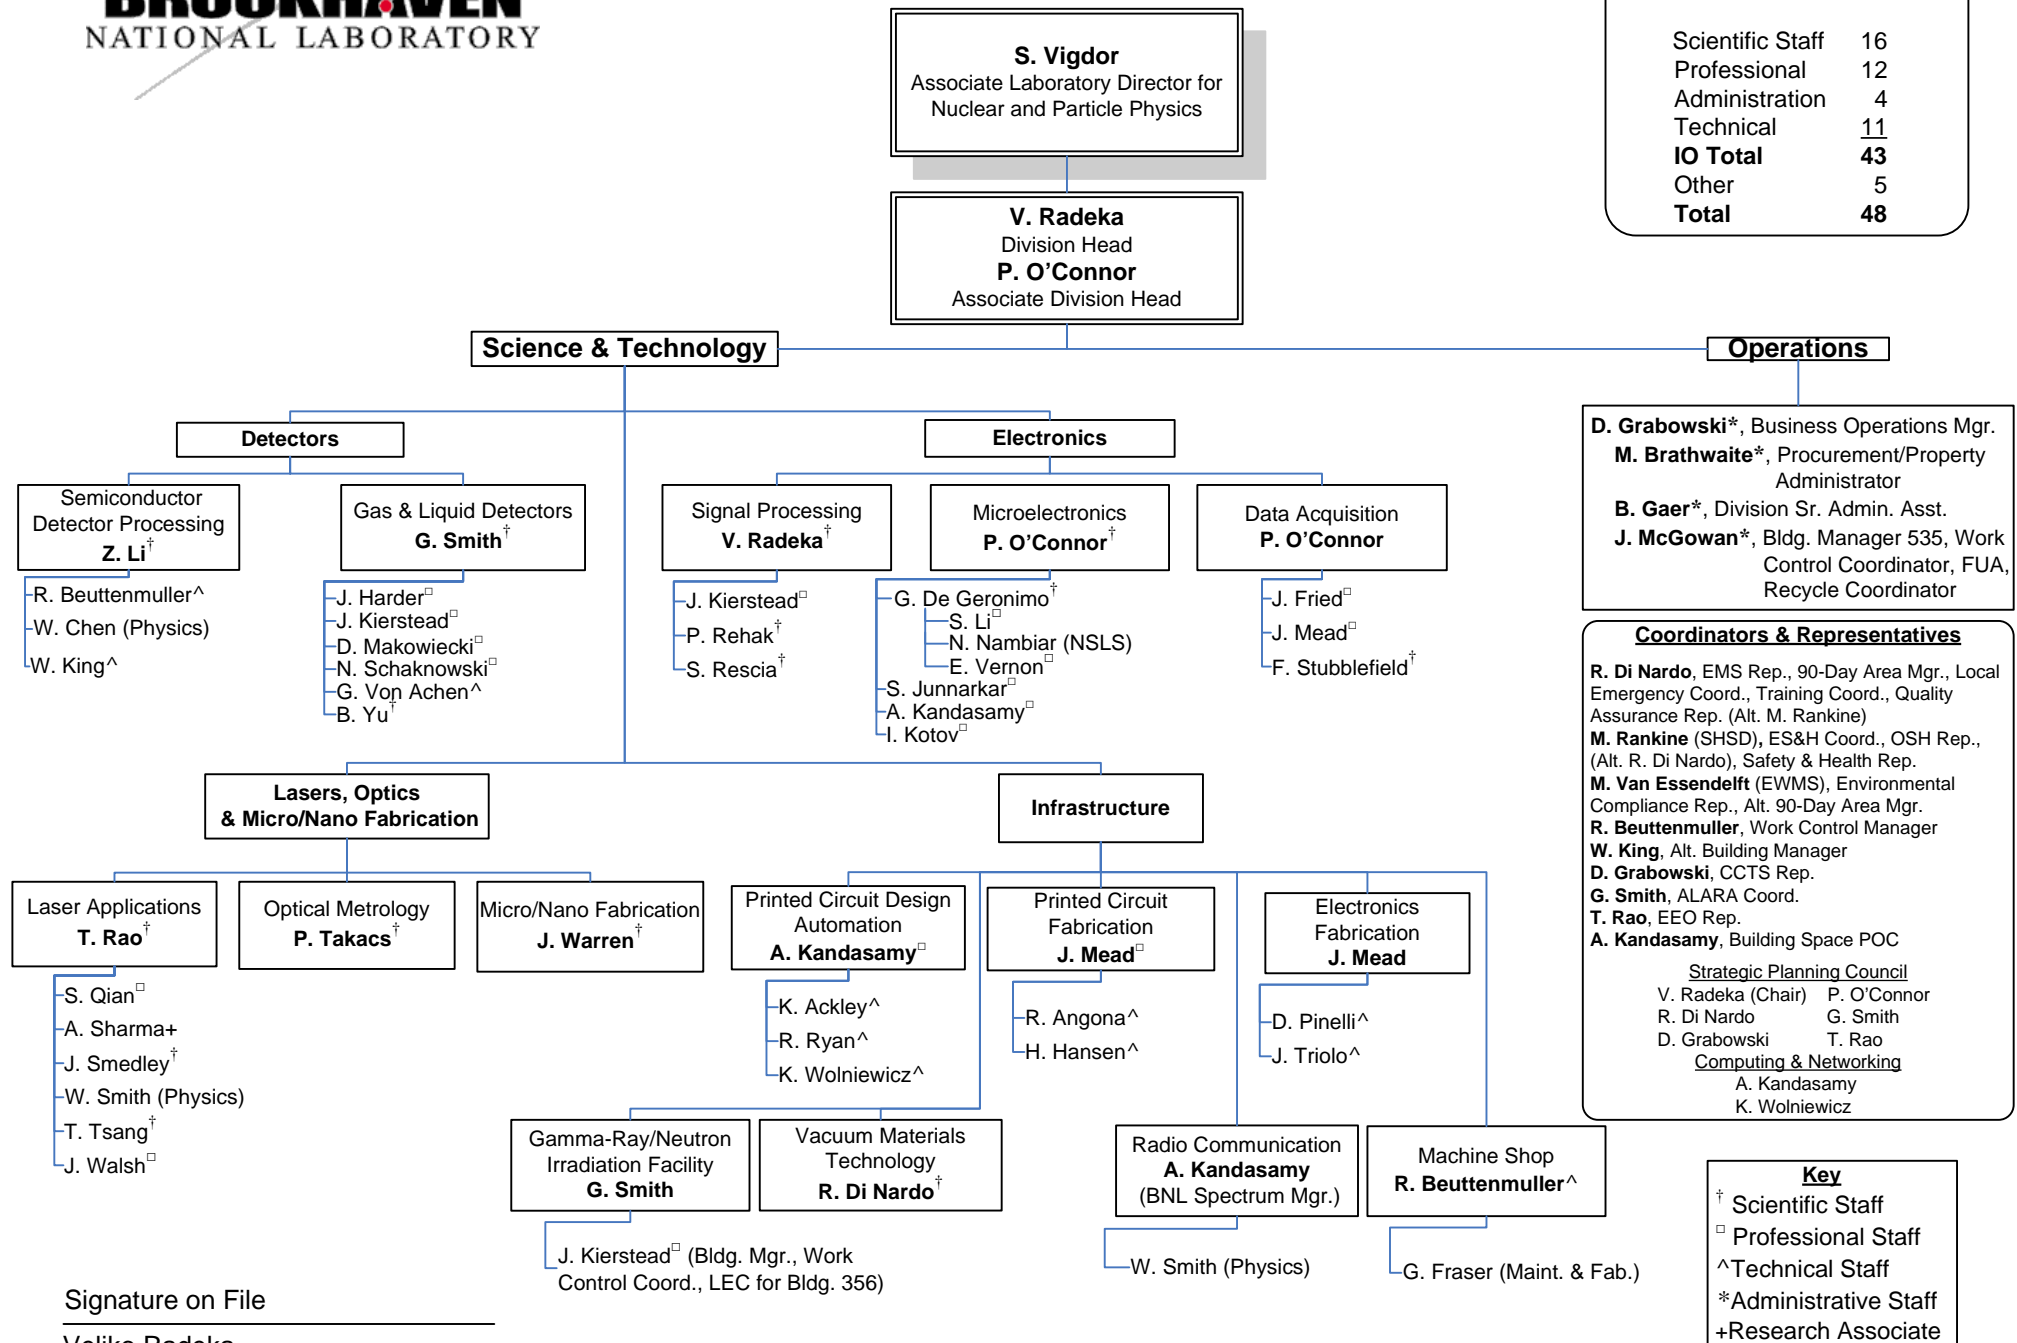 BROOKHAVEN
NATIONAL LABORATORY
S. Vigdor
Associate Laboratory Director for
Nuclear and Particle Physics
Scientific Staff 16
Professional 12
Administration 4
Technical 11
IO Total 43
Other 5
Total 48
V. Radeka
Division Head
P. O’Connor
Associate Division Head
Science & Technology
Operations
Detectors
Electronics
Semiconductor
Detector Processing
Z. Li†
R. Beuttenmuller^
W. Chen (Physics)
W. King^
Gas & Liquid Detectors
G. Smith†
J. Harder□
J. Kierstead□
D. Makowiecki□
N. Schaknowski□
G. Von Achen^
B. Yu†
Signal Processing
V. Radeka†
J. Kierstead□
P. Rehak†
S. Rescia†
Microelectronics
P. O’Connor†
G. De Geronimo†
S. Li□
N. Nambiar (NSLS)
E. Vernon□
S. Junnarkar□
A. Kandasamy□
I. Kotov□
Data Acquisition
P. O’Connor
J. Fried□
J. Mead□
F. Stubblefield†
D. Grabowski*, Business Operations Mgr.
M. Brathwaite*, Procurement/Property
Administrator
B. Gaer*, Division Sr. Admin. Asst.
J. McGowan*, Bldg. Manager 535, Work
Control Coordinator, FUA,
Recycle Coordinator
Coordinators & Representatives
R. Di Nardo, EMS Rep., 90-Day Area Mgr., Local
Emergency Coord., Training Coord., Quality
Assurance Rep. (Alt. M. Rankine)
M. Rankine (SHSD), ES&H Coord., OSH Rep.,
(Alt. R. Di Nardo), Safety & Health Rep.
M. Van Essendelft (EWMS), Environmental
Compliance Rep., Alt. 90-Day Area Mgr.
R. Beuttenmuller, Work Control Manager
W. King, Alt. Building Manager
D. Grabowski, CCTS Rep.
G. Smith, ALARA Coord.
T. Rao, EEO Rep.
A. Kandasamy, Building Space POC
Strategic Planning Council
V. Radeka (Chair) P. O’Connor
R. Di Nardo G. Smith
D. Grabowski T. Rao
Computing & Networking
A. Kandasamy
K. Wolniewicz
Lasers, Optics
& Micro/Nano Fabrication
Infrastructure
Laser Applications
T. Rao†
S. Qian□
A. Sharma+
J. Smedley†
W. Smith (Physics)
T. Tsang†
J. Walsh□
Optical Metrology
P. Takacs†
Micro/Nano Fabrication
J. Warren†
Printed Circuit Design
Automation
A. Kandasamy□
K. Ackley^
R. Ryan^
K. Wolniewicz^
Printed Circuit
Fabrication
J. Mead□
R. Angona^
H. Hansen^
Electronics
Fabrication
J. Mead
D. Pinelli^
J. Triolo^
Gamma-Ray/Neutron
Irradiation Facility
G. Smith
J. Kierstead□ (Bldg. Mgr., Work
Control Coord., LEC for Bldg. 356)
Vacuum Materials
Technology
R. Di Nardo†
Radio Communication
A. Kandasamy
(BNL Spectrum Mgr.)
W. Smith (Physics)
Machine Shop
R. Beuttenmuller^
G. Fraser (Maint. & Fab.)
Key
† Scientific Staff
□ Professional Staff
^Technical Staff
*Administrative Staff
+Research Associate
Signature on File
Veljko Radeka